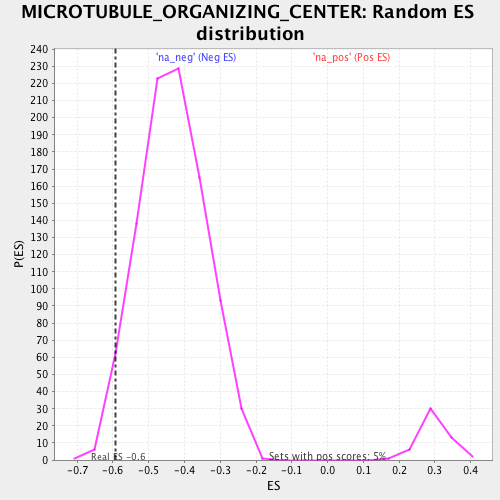 MICROTUBULE_ORGANIZING_CENTER: Random ES
distribution
'na_neg' (Neg ES)
'na_pos' (Pos ES)
P(ES)
240
230
220
210
200
190
180
170
160
150
140
130
120
110
100
90
80
70
60
50
40
30
20
10
0
Real ES -0.6
Sets with pos scores: 5%
-0.7 -0.6 -0.5 -0.4 -0.3 -0.2 -0.1 0.0 0.1 0.2 0.3 0.4
ES